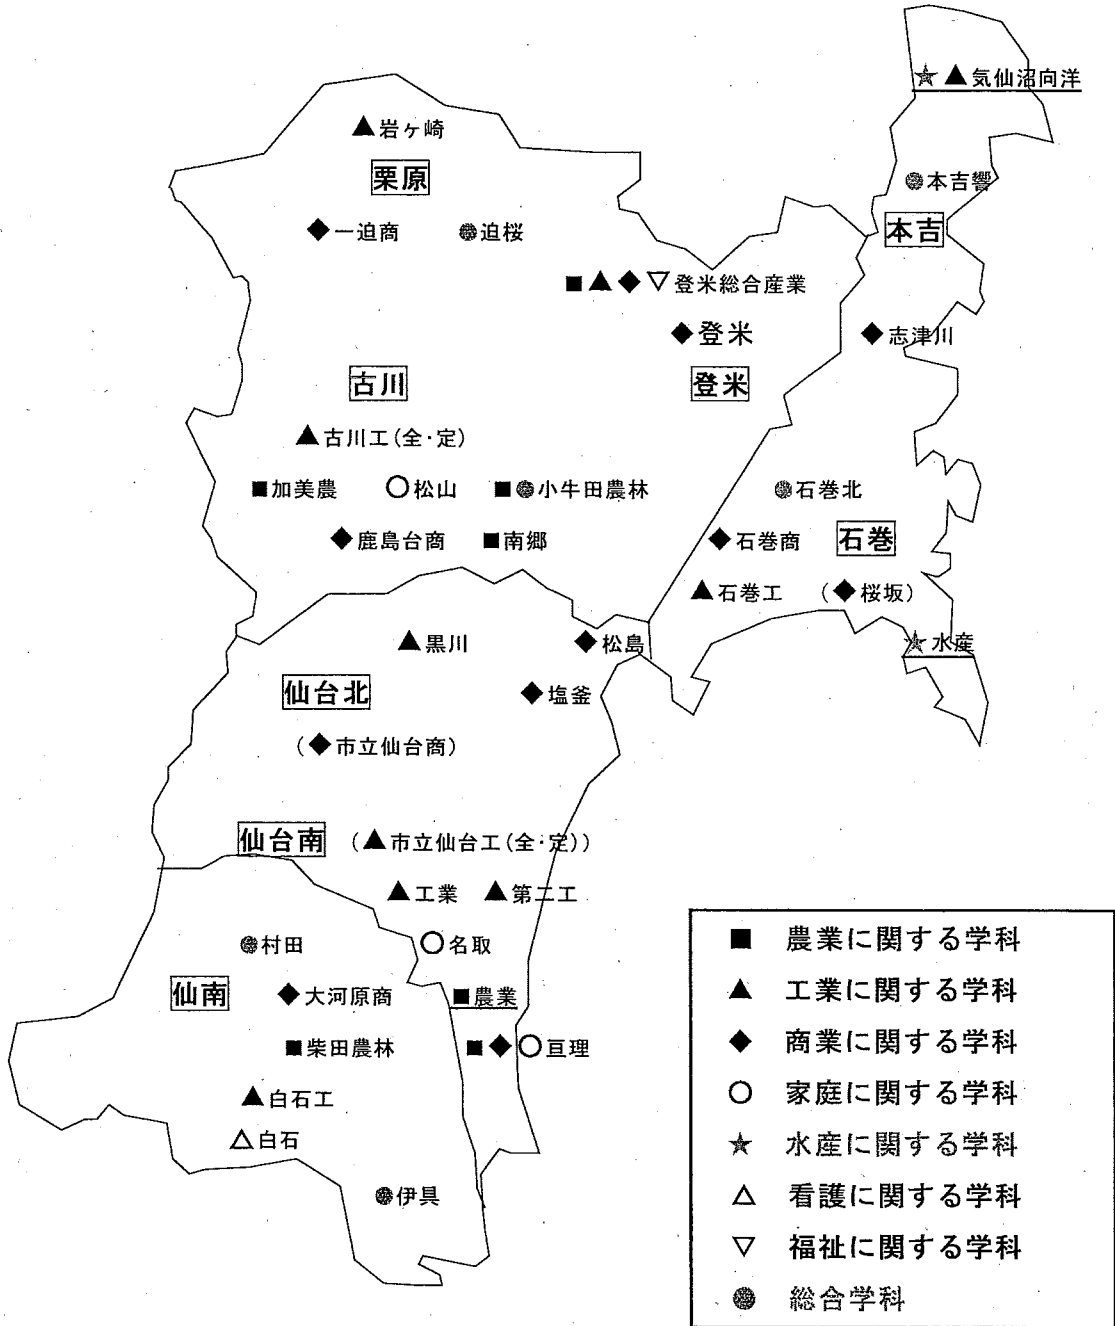 ★▲気仙沼向洋
▲岩ヶ崎
栗原
●本吉響
本吉
◆一迫商
●迫桜
■▲◆▽登米総合産業
◆登米
◆志津川
古川
登米
▲古川工(全・定)
■加美農
○松山
■●小牛田農林
●石巻北
◆鹿島台商
■南郷
◆石巻商
石巻
▲石巻工
(◆桜坂)
▲黒川
◆松島
★水産
仙台北
◆塩釜
(◆市立仙台商)
仙台南
(▲市立仙台工(全・定))
▲工業
▲第二工
●村田
○名取
仙南
◆大河原商
■農業
■柴田農林
■◆○亘理
▲白石工
△白石
●伊具
■ 農業に関する学科
▲ 工業に関する学科
◆ 商業に関する学科
○ 家庭に関する学科
★ 水産に関する学科
△ 看護に関する学科
▽ 福祉に関する学科
● 総合学科